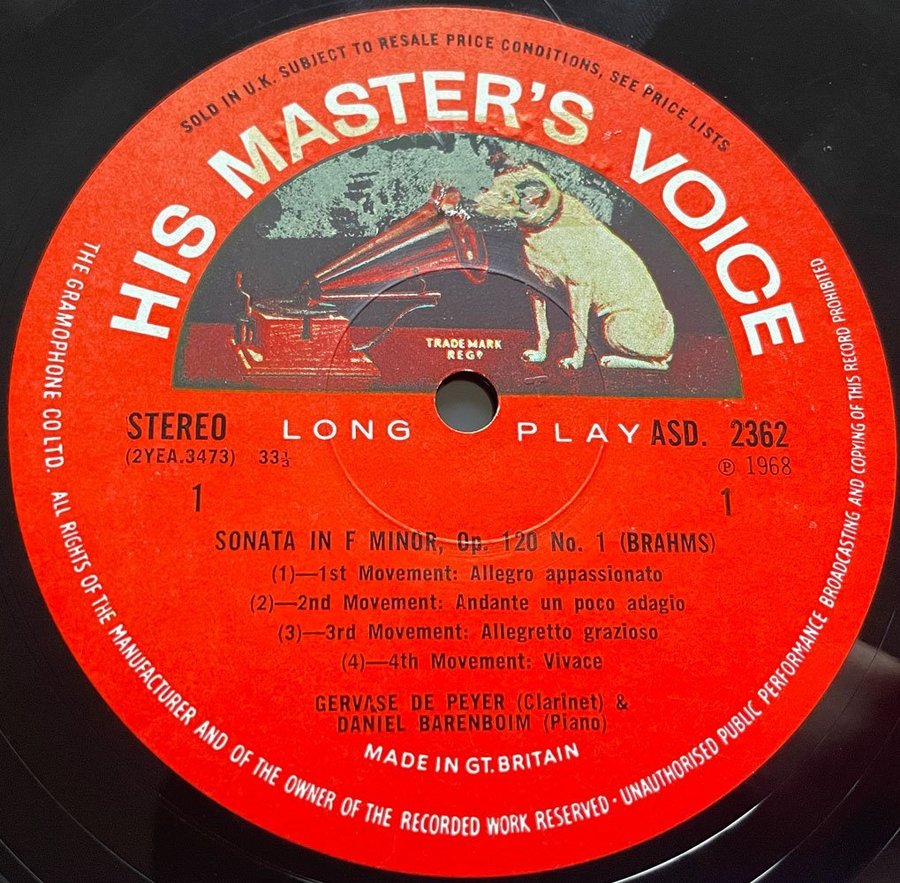 SOLD IN U.K. SUBJECT TO RESALE PRICE CONDITIONS, SEE PRICE LISTS
HIS MASTER'S VOICE
TRADE MARK
REGD
STEREO LONG PLAY ASD. 2362
(2YEA.3473) 33⅓ ℗ 1968
1 1
SONATA IN F MINOR, Op. 120 No. 1 (BRAHMS)
(1)—1st Movement: Allegro appassionato
(2)—2nd Movement: Andante un poco adagio
(3)—3rd Movement: Allegretto grazioso
(4)—4th Movement: Vivace
GERVASE DE PEYER (Clarinet) &
DANIEL BARENBOIM (Piano)
MADE IN GT. BRITAIN
THE GRAMOPHONE CO LTD. ALL RIGHTS OF THE MANUFACTURER AND OF THE OWNER OF THE RECORDED WORK RESERVED · UNAUTHORISED PUBLIC PERFORMANCE BROADCASTING AND COPYING OF THIS RECORD PROHIBITED